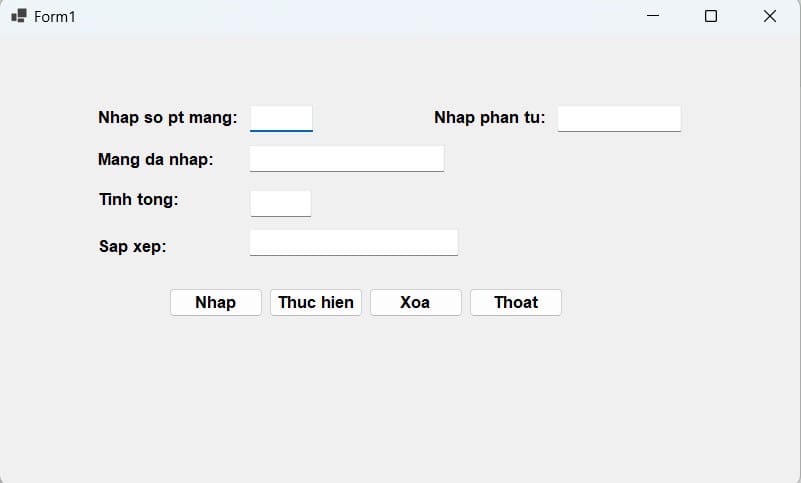 Form1
Nhap so pt mang: Nhap phan tu:
Mang da nhap:
Tinh tong:
Sap xep:
Nhap Thuc hien Xoa Thoat